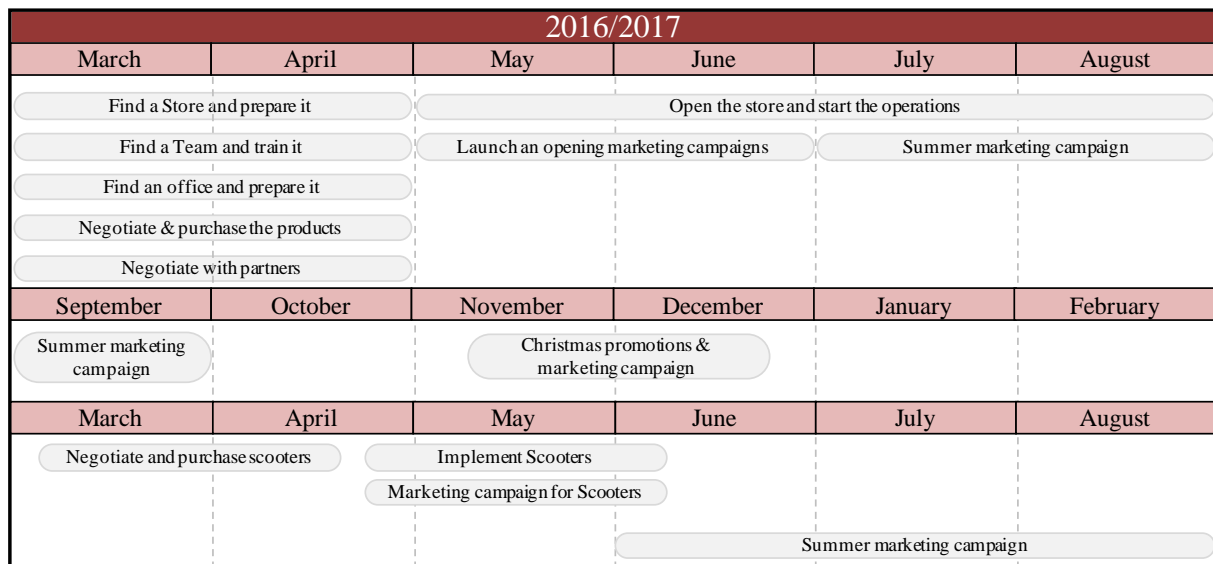 2016/2017
March April May June July August
Find a Store and prepare it Open the store and start the operations
Find a Team and train it Launch an opening marketing campaigns Summer marketing campaign
Find an office and prepare it
Negotiate & purchase the products
Negotiate with partners
September October November December January February
Summer marketing
campaign
Christmas promotions &
marketing campaign
March April May June July August
Negotiate and purchase scooters Implement Scooters
Marketing campaign for Scooters
Summer marketing campaign